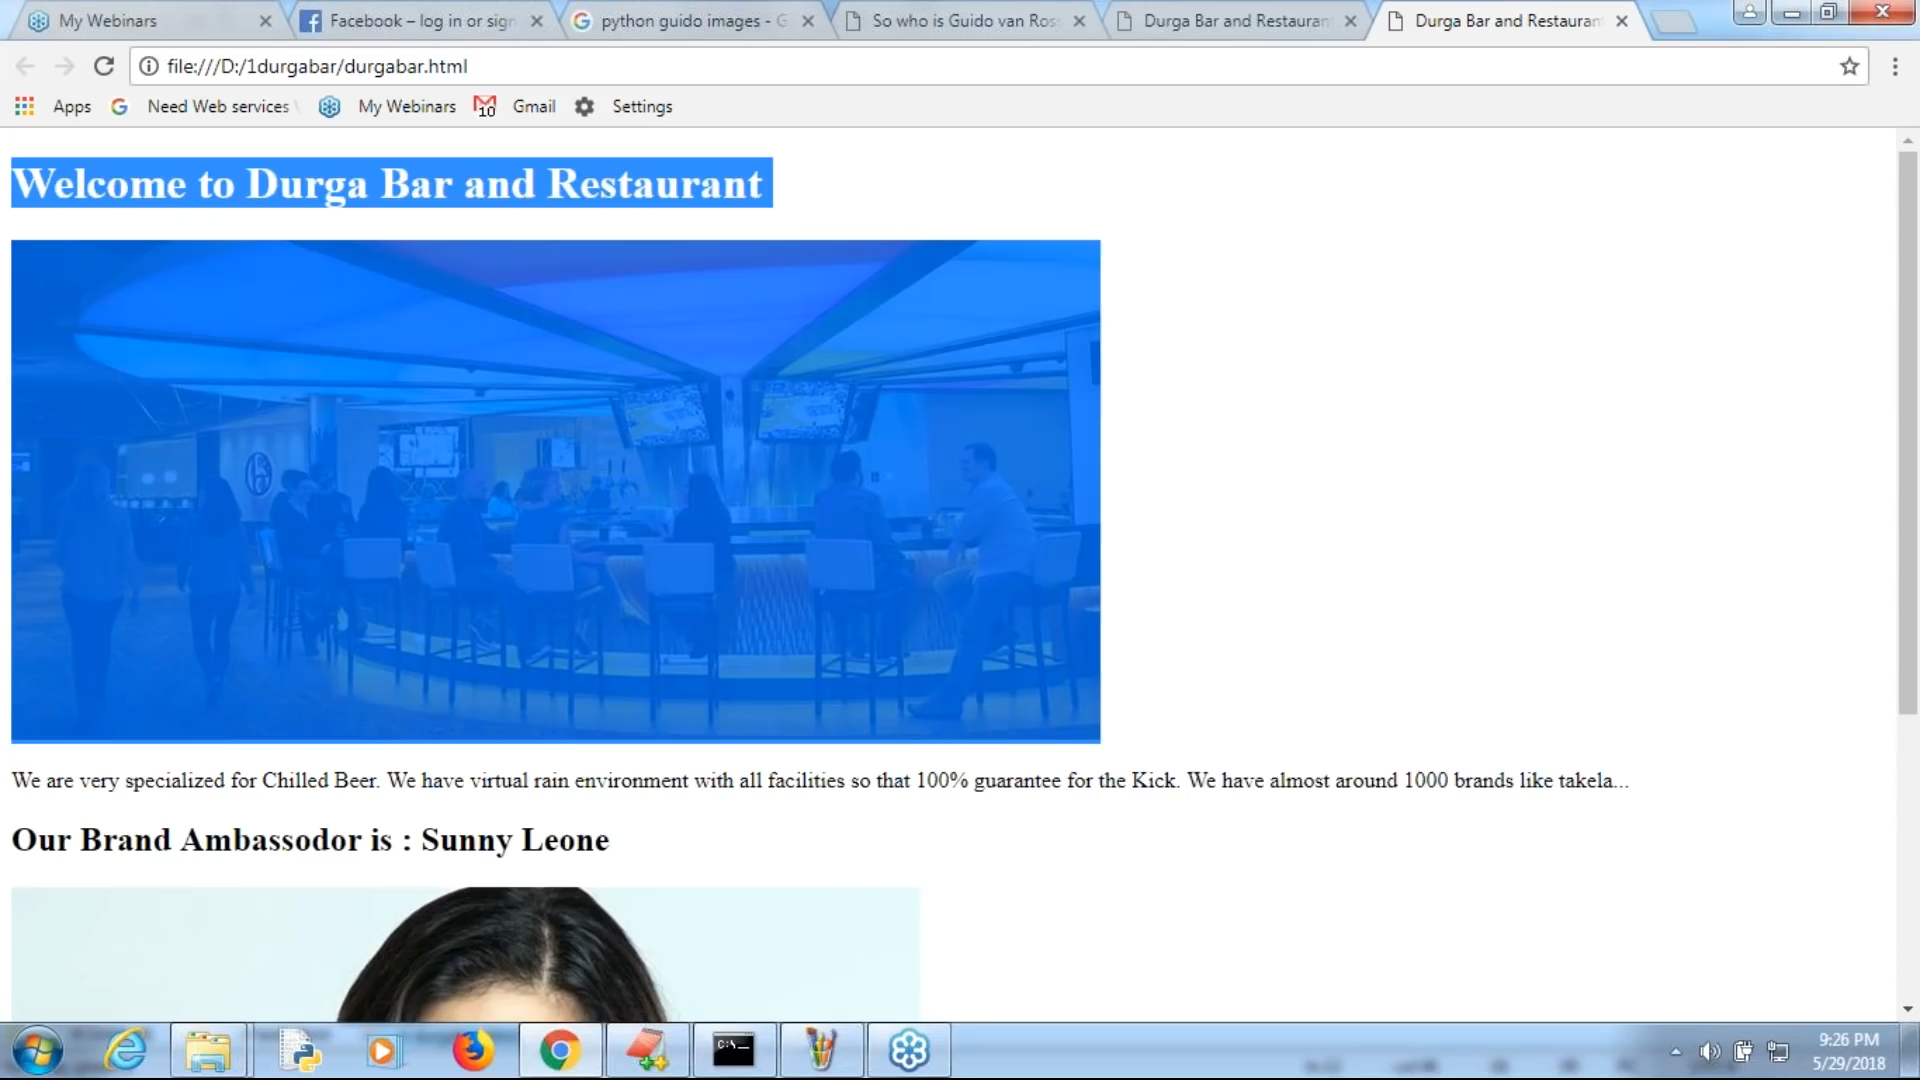 My Webinars
Facebook – log in or sign
python guido images - G
So who is Guido van Ros
Durga Bar and Restauran
Durga Bar and Restaurant
file:///D:/1durgabar/durgabar.html
Apps
Need Web services
My Webinars
10
Gmail
Settings
Welcome to Durga Bar and Restaurant
We are very specialized for Chilled Beer. We have virtual rain environment with all facilities so that 100% guarantee for the Kick. We have almost around 1000 brands like takela...
Our Brand Ambassodor is : Sunny Leone
C:\
9:26 PM
5/29/2018